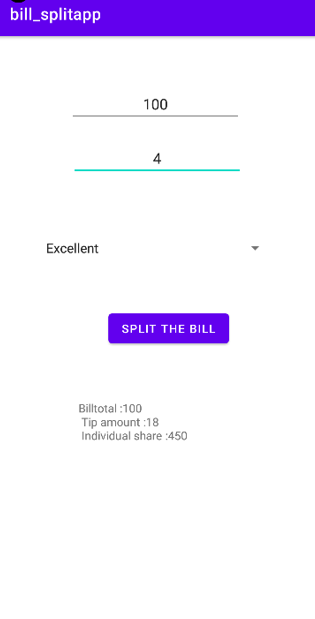 bill_splitapp
100
4
Excellent
SPLIT THE BILL
Billtotal :100
Tip amount :18
Individual share :450